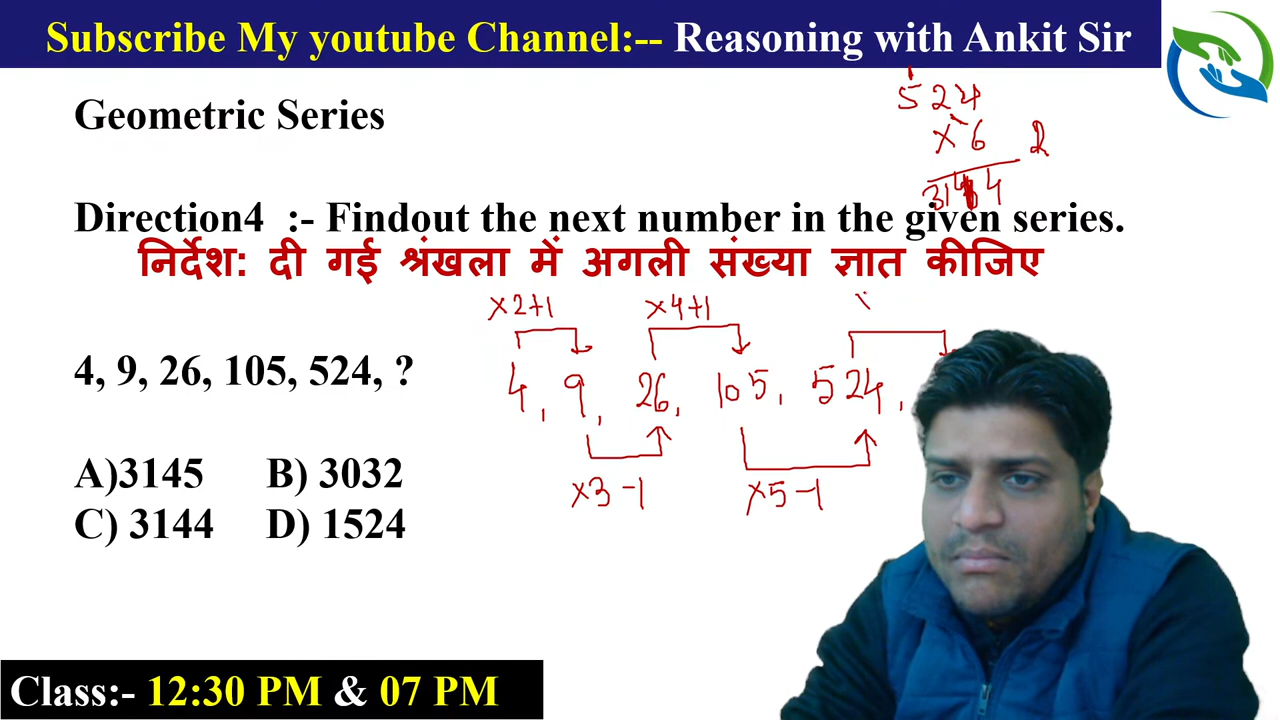 Subscribe My youtube Channel:-- Reasoning with Ankit Sir
Geometric Series
524
×6 2
3144
Direction4 :- Findout the next number in the given series.
निर्देश: दी गई श्रंखला में अगली संख्या ज्ञात कीजिए
×2+1 ×4+1
4, 9, 26, 105, 524, ?
4, 9, 26, 105, 524,
×3-1 ×5-1
A)3145 B) 3032
C) 3144 D) 1524
Class:- 12:30 PM & 07 PM